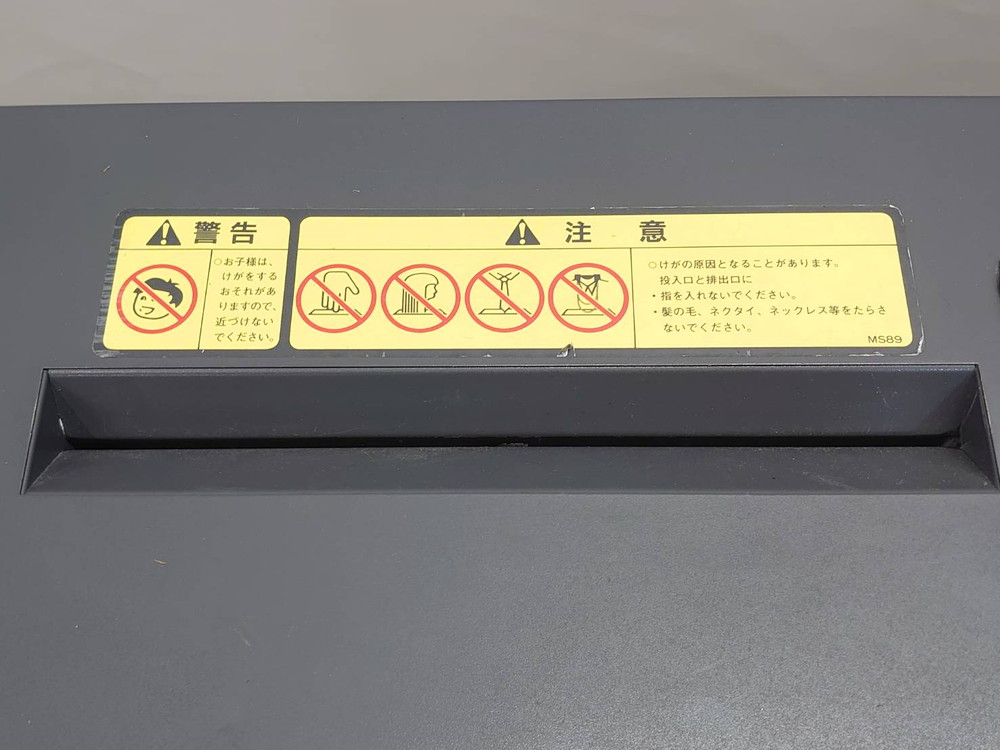 警告
○お子様は、
けがをする
おそれがあ
りますので、
近づけない
でください。
注 意
○けがの原因となることがあります。
投入口と排出口に
・指を入れないでください。
・髪の毛、ネクタイ、ネックレス等をたらさ
ないでください。
MS89